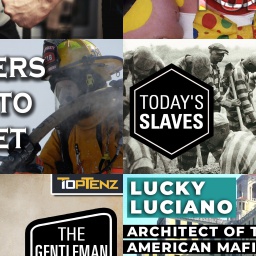 ERS
TO
ET
TODAY'S
SLAVES
TOPTENZ
THE
GENTLEMAN
LUCKY
LUCIANO
ARCHITECT OF T
AMERICAN MAFI